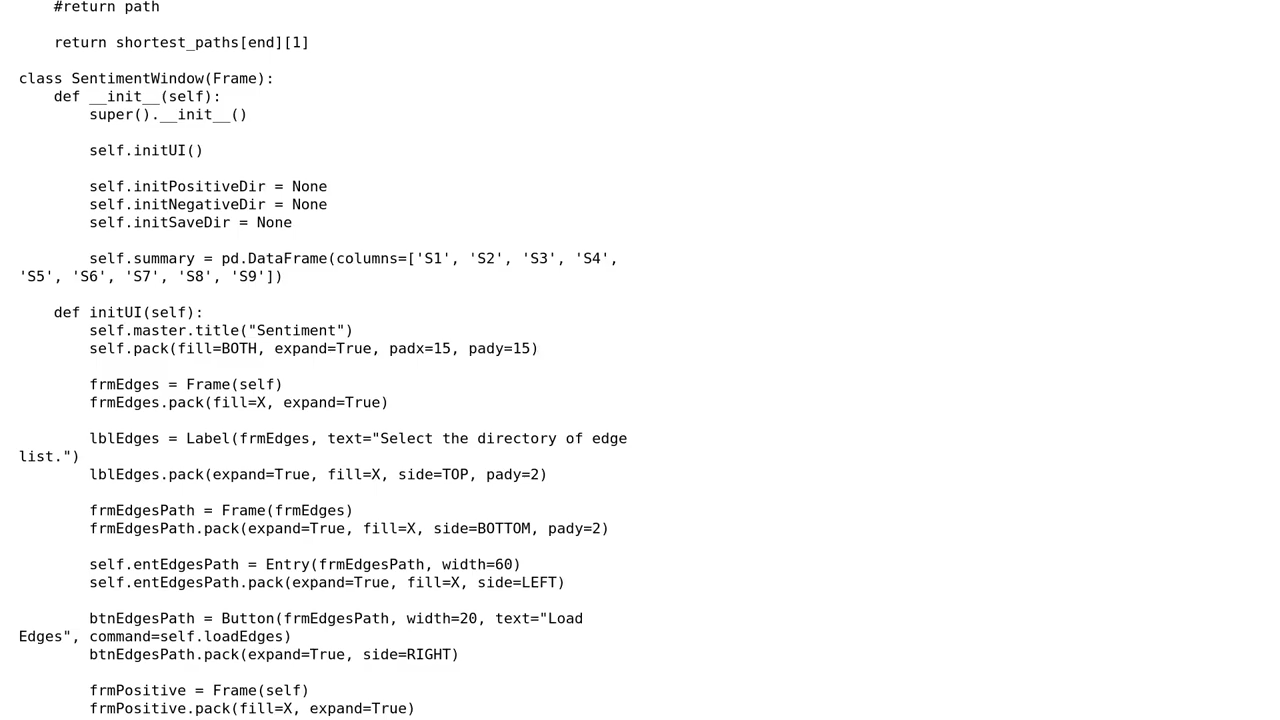 #return path

    return shortest_paths[end][1]

class SentimentWindow(Frame):
    def __init__(self):
        super().__init__()

        self.initUI()

        self.initPositiveDir = None
        self.initNegativeDir = None
        self.initSaveDir = None

        self.summary = pd.DataFrame(columns=['S1', 'S2', 'S3', 'S4',
'S5', 'S6', 'S7', 'S8', 'S9'])

    def initUI(self):
        self.master.title("Sentiment")
        self.pack(fill=BOTH, expand=True, padx=15, pady=15)

        frmEdges = Frame(self)
        frmEdges.pack(fill=X, expand=True)

        lblEdges = Label(frmEdges, text="Select the directory of edge
list.")
        lblEdges.pack(expand=True, fill=X, side=TOP, pady=2)

        frmEdgesPath = Frame(frmEdges)
        frmEdgesPath.pack(expand=True, fill=X, side=BOTTOM, pady=2)

        self.entEdgesPath = Entry(frmEdgesPath, width=60)
        self.entEdgesPath.pack(expand=True, fill=X, side=LEFT)

        btnEdgesPath = Button(frmEdgesPath, width=20, text="Load
Edges", command=self.loadEdges)
        btnEdgesPath.pack(expand=True, side=RIGHT)

        frmPositive = Frame(self)
        frmPositive.pack(fill=X, expand=True)